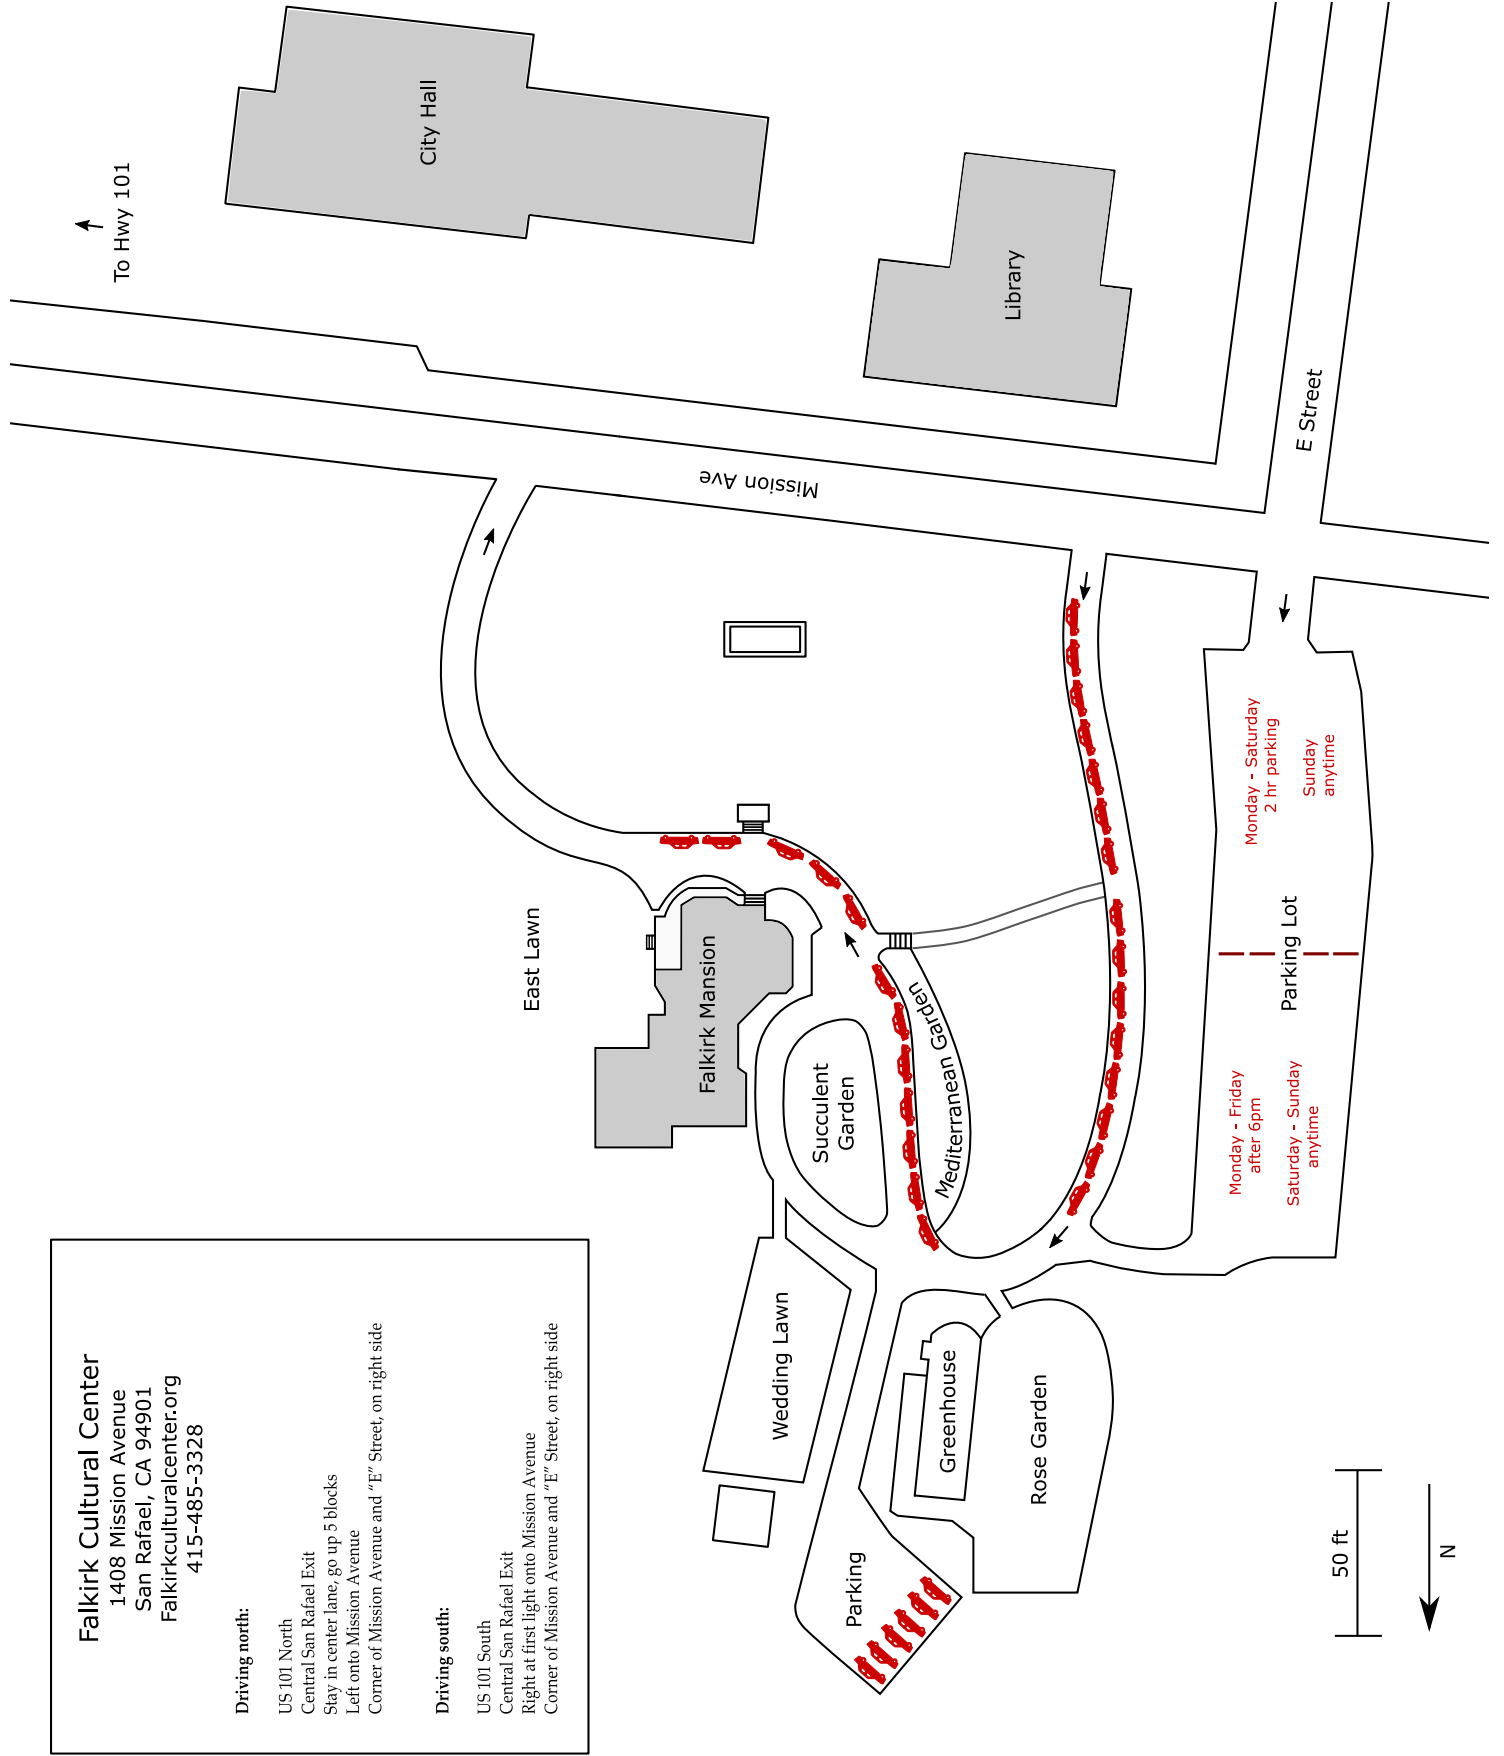 Falkirk Cultural Center
1408 Mission Avenue
San Rafael, CA 94901
Falkirkculturalcenter.org
415-485-3328
Driving north:
US 101 North
Central San Rafael Exit
Stay in center lane, go up 5 blocks
Left onto Mission Avenue
Corner of Mission Avenue and “E” Street, on right side
Driving south:
US 101 South
Central San Rafael Exit
Right at first light onto Mission Avenue
Corner of Mission Avenue and “E” Street, on right side
To Hwy 101
City Hall
Library
Mission Ave
E Street
East Lawn
Falkirk Mansion
Succulent
Garden
Mediterranean Garden
Wedding Lawn
Greenhouse
Rose Garden
Parking
Monday - Saturday
2 hr parking
Sunday
anytime
Parking Lot
Monday - Friday
after 6pm
Saturday - Sunday
anytime
50 ft
N